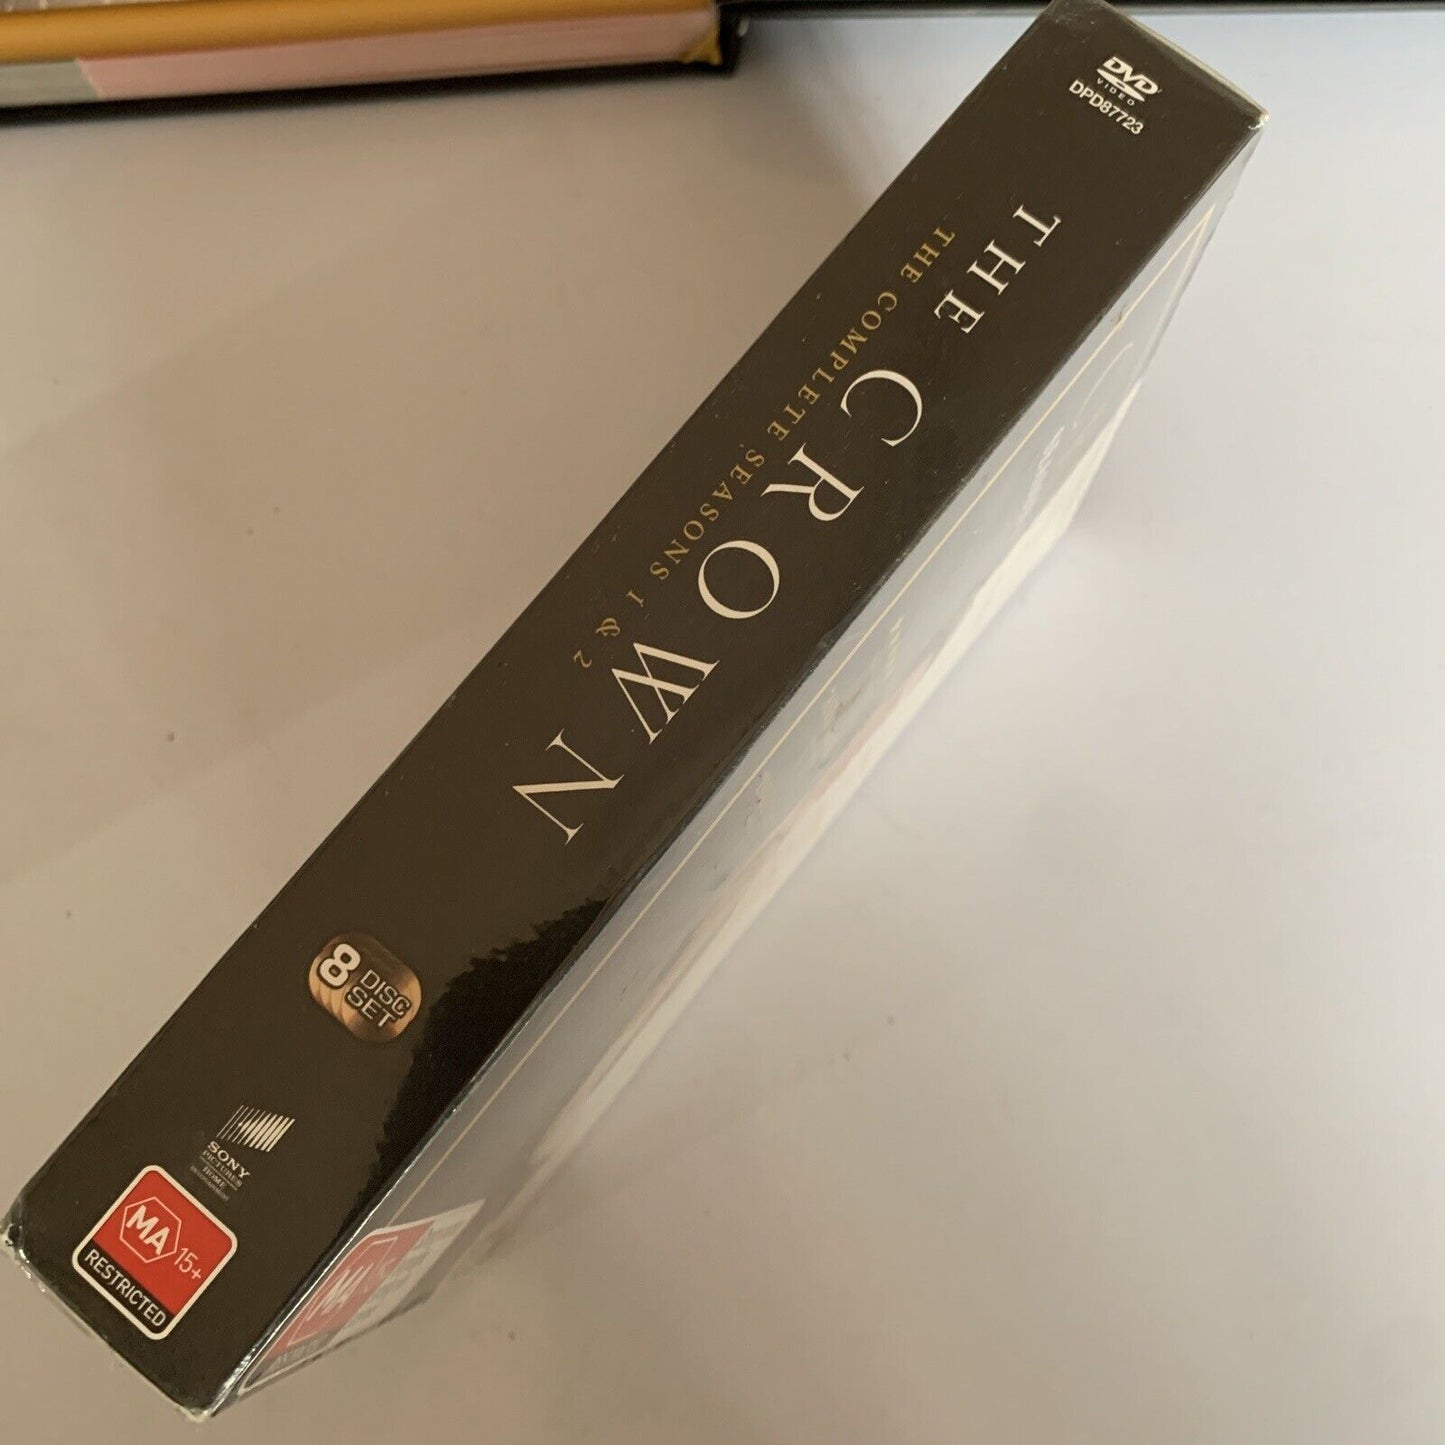 DVD
VIDEO
DPD87723
THE CROWN
THE COMPLETE SEASONS 1 & 2
8 DISC
SET
SONY
PICTURES
HOME
ENTERTAINMENT
MA 15+
RESTRICTED
MA